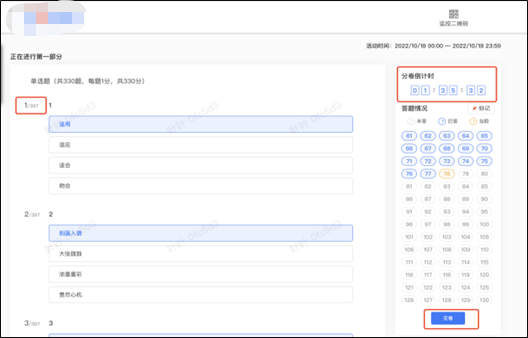 监控二维码
活动时间：2022/10/18 00:00 — 2022/10/18 23:59
正在进行第一部分
单选题（共330题，每题1分，共330分）
1/397 1
适用
适应
适合
吻合
2/397 2
刻画入微
大张旗鼓
浓墨重彩
费尽心机
3/397 3
分卷倒计时
01:35:32
答题情况 标记
未答 已答 当前
61 62 63 64 65
66 67 68 69 70
71 72 73 74 75
76 77 78 79 80
81 82 83 84 85
86 87 88 89 90
91 92 93 94 95
96 97 98 99 100
101 102 103 104 105
106 107 108 109 110
111 112 113 114 115
116 117 118 119 120
121 122 123 124 125
126 127 128 129 130
交卷